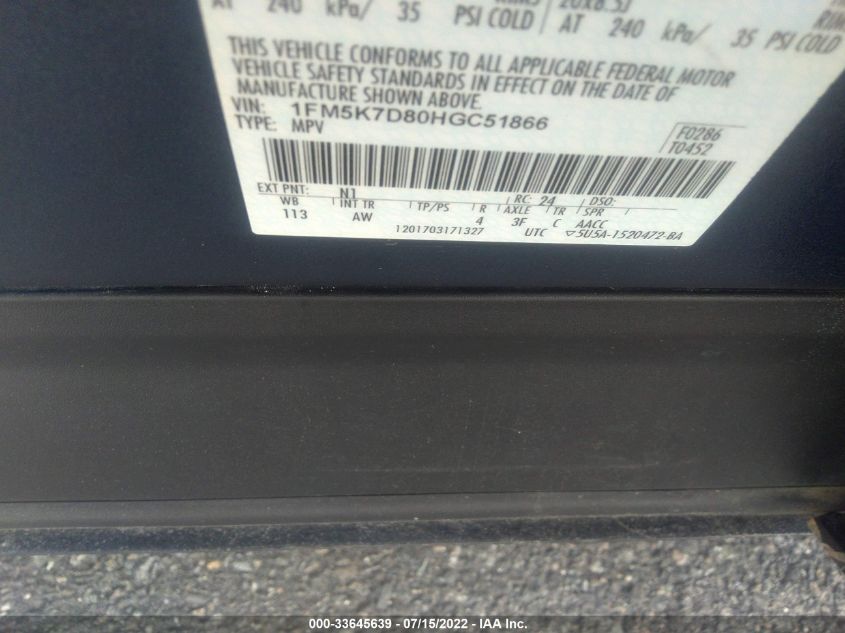 AT 240 kPa/ 35 PSI COLD
20x8.5J RIM
AT 240 kPa/ 35 PSI COLD
THIS VEHICLE CONFORMS TO ALL APPLICABLE FEDERAL MOTOR
VEHICLE SAFETY STANDARDS IN EFFECT ON THE DATE OF
MANUFACTURE SHOWN ABOVE.
VIN: 1FM5K7D80HGC51866
TYPE: MPV
F0286
T0452
EXT PNT: N1 RC: 24 DSO:
WB INT TR TP/PS R AXLE TR SPR
113 AW 4 3F C AACC
1201703171327 UTC ▽5U5A-1520472-BA
000-33645639 - 07/15/2022 - IAA Inc.